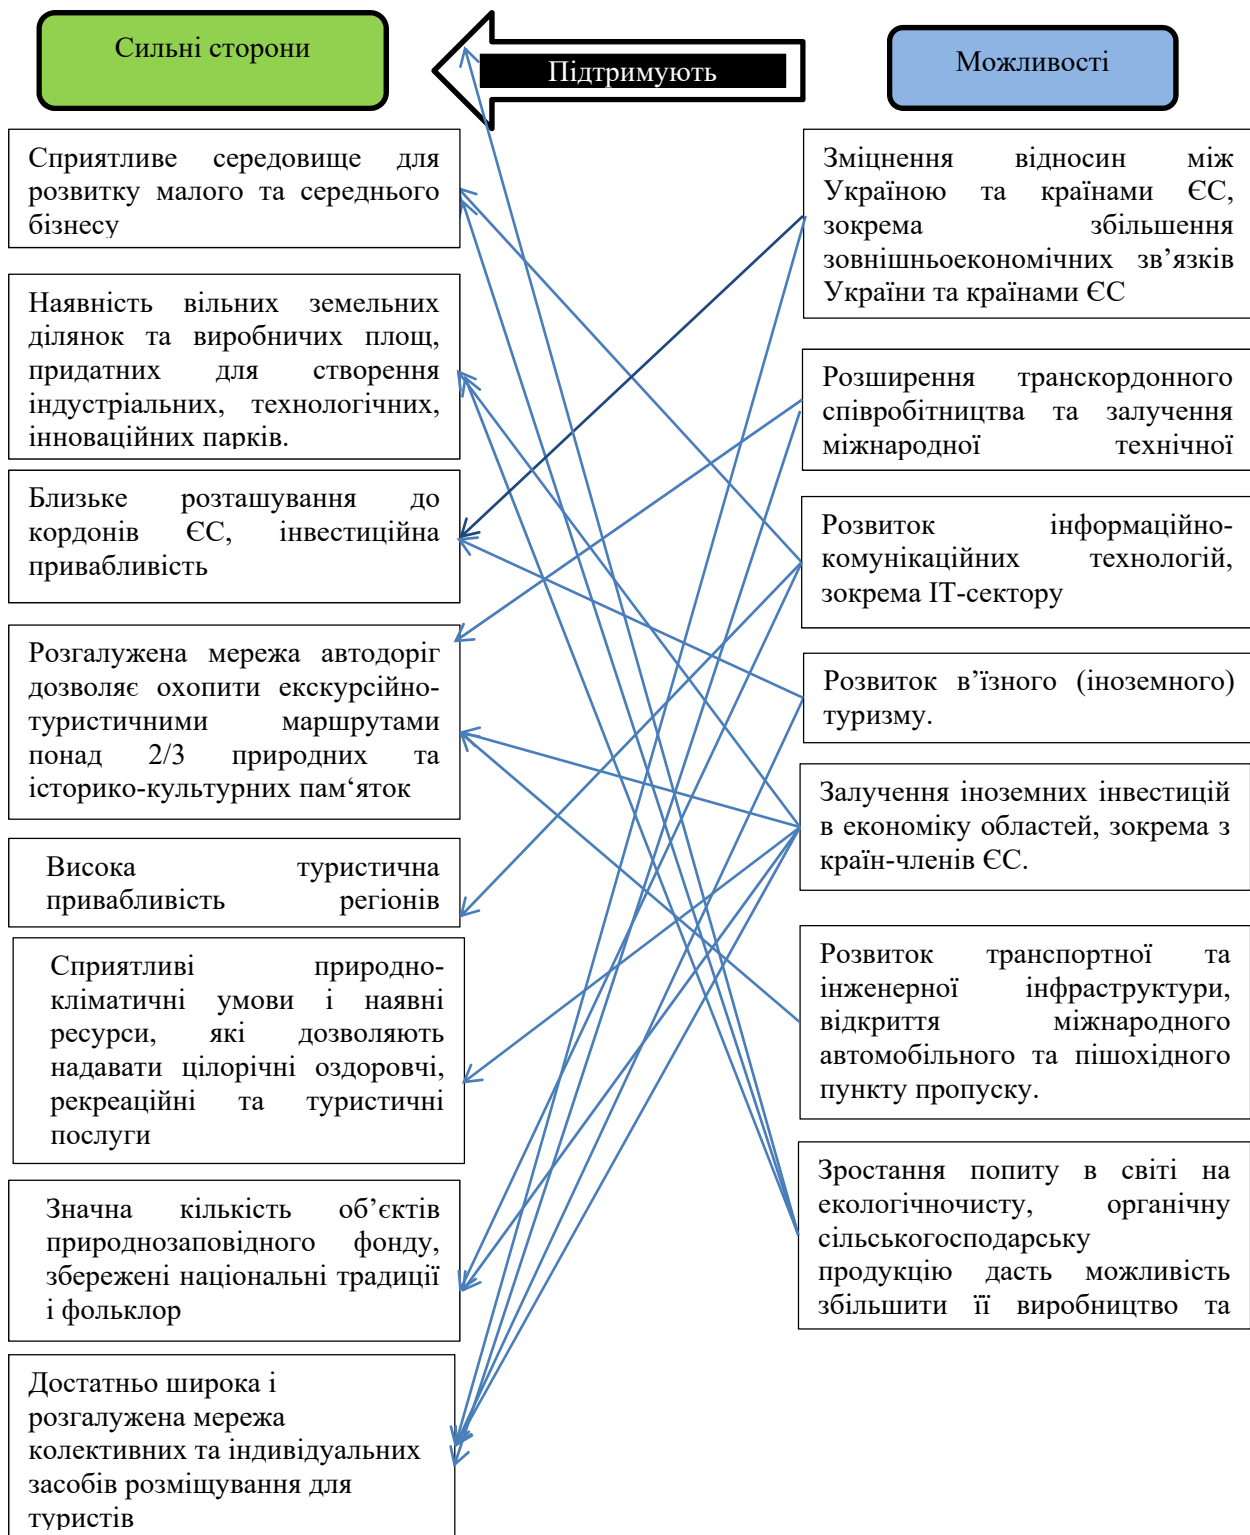 Сильні сторони
Підтримують
Можливості
Сприятливе середовище для
розвитку малого та середнього
бізнесу
Наявність вільних земельних
ділянок та виробничих площ,
придатних для створення
індустріальних, технологічних,
інноваційних парків.
Близьке розташування до
кордонів ЄС, інвестиційна
привабливість
Розгалужена мережа автодоріг
дозволяє охопити екскурсійно-
туристичними маршрутами
понад 2/3 природних та
історико-культурних пам‘яток
Висока туристична
привабливість регіонів
Сприятливі природно-
кліматичні умови і наявні
ресурси, які дозволяють
надавати цілорічні оздоровчі,
рекреаційні та туристичні
послуги
Значна кількість об’єктів
природнозаповідного фонду,
збережені національні традиції
і фольклор
Достатньо широка і
розгалужена мережа
колективних та індивідуальних
засобів розміщування для
туристів
Зміцнення відносин між
Україною та країнами ЄС,
зокрема збільшення
зовнішньоекономічних зв’язків
України та країнами ЄС
Розширення транскордонного
співробітництва та залучення
міжнародної технічної
Розвиток інформаційно-
комунікаційних технологій,
зокрема ІТ-сектору
Розвиток в’їзного (іноземного)
туризму.
Залучення іноземних інвестицій
в економіку областей, зокрема з
країн-членів ЄС.
Розвиток транспортної та
інженерної інфраструктури,
відкриття міжнародного
автомобільного та пішохідного
пункту пропуску.
Зростання попиту в світі на
екологічночисту, органічну
сільськогосподарську
продукцію дасть можливість
збільшити її виробництво та